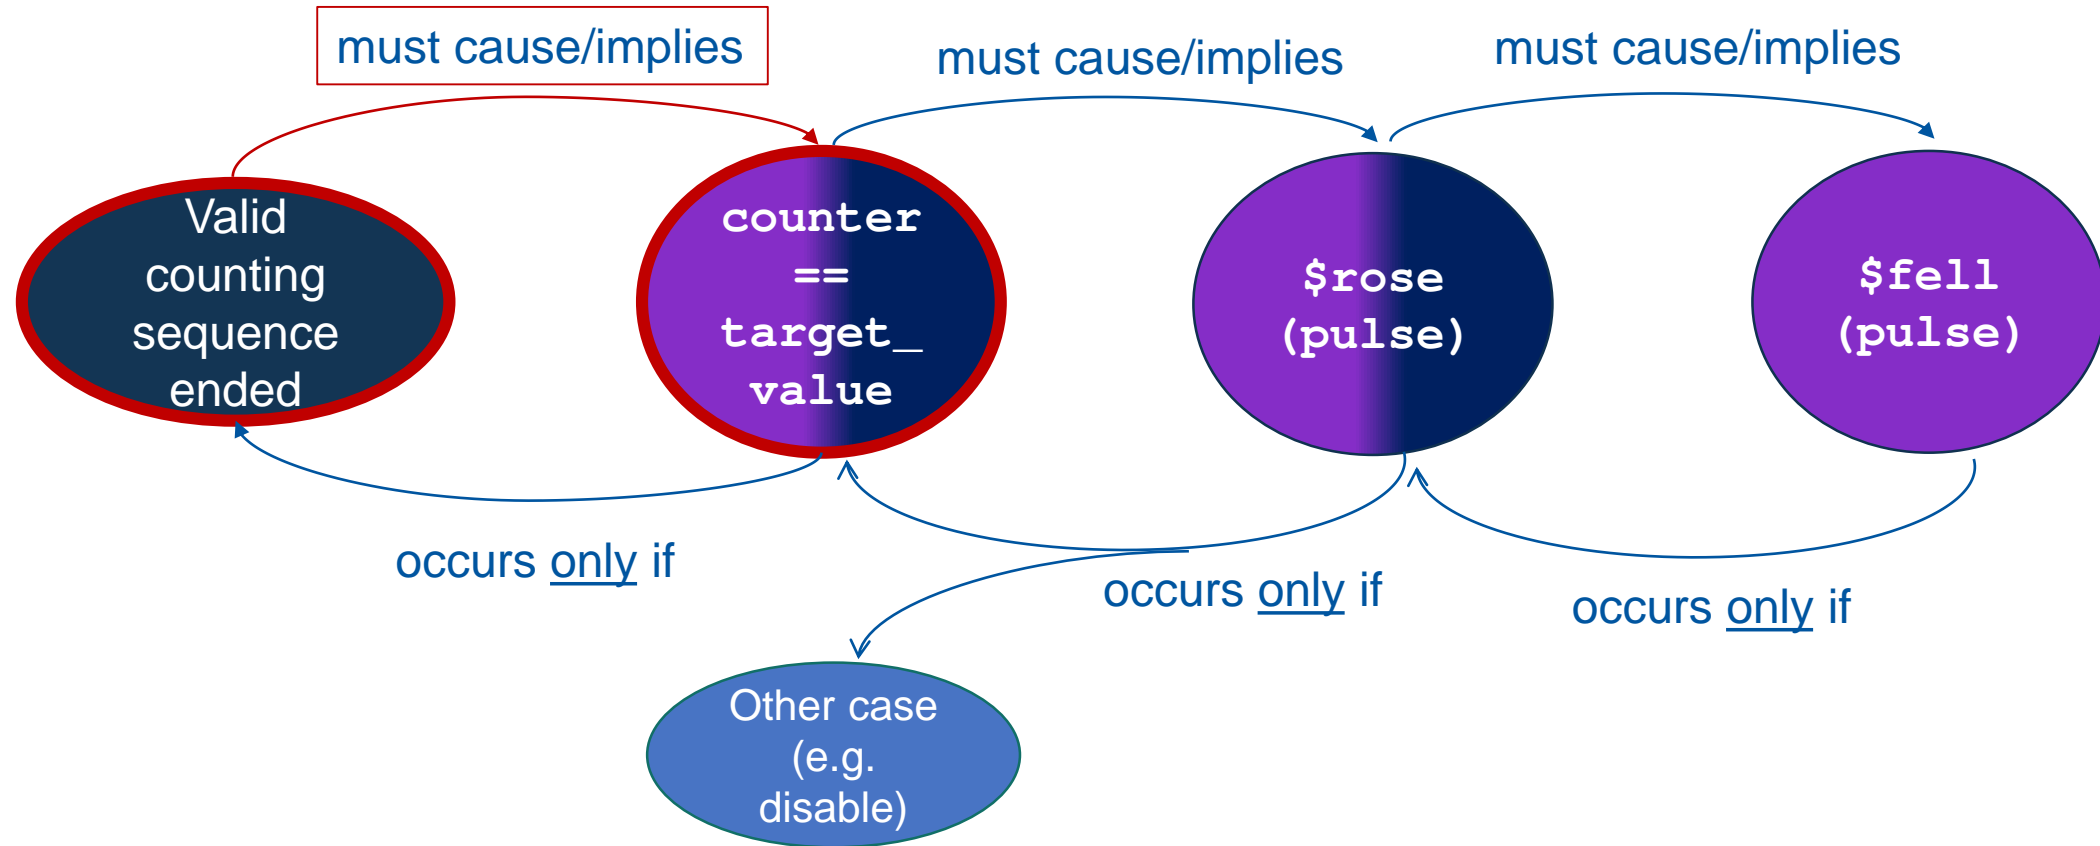 must cause/implies
must cause/implies
must cause/implies
Valid
counting
sequence
ended
counter
==
target_
value
$rose
(pulse)
$fell
(pulse)
occurs only if
occurs only if
occurs only if
Other case
(e.g.
disable)